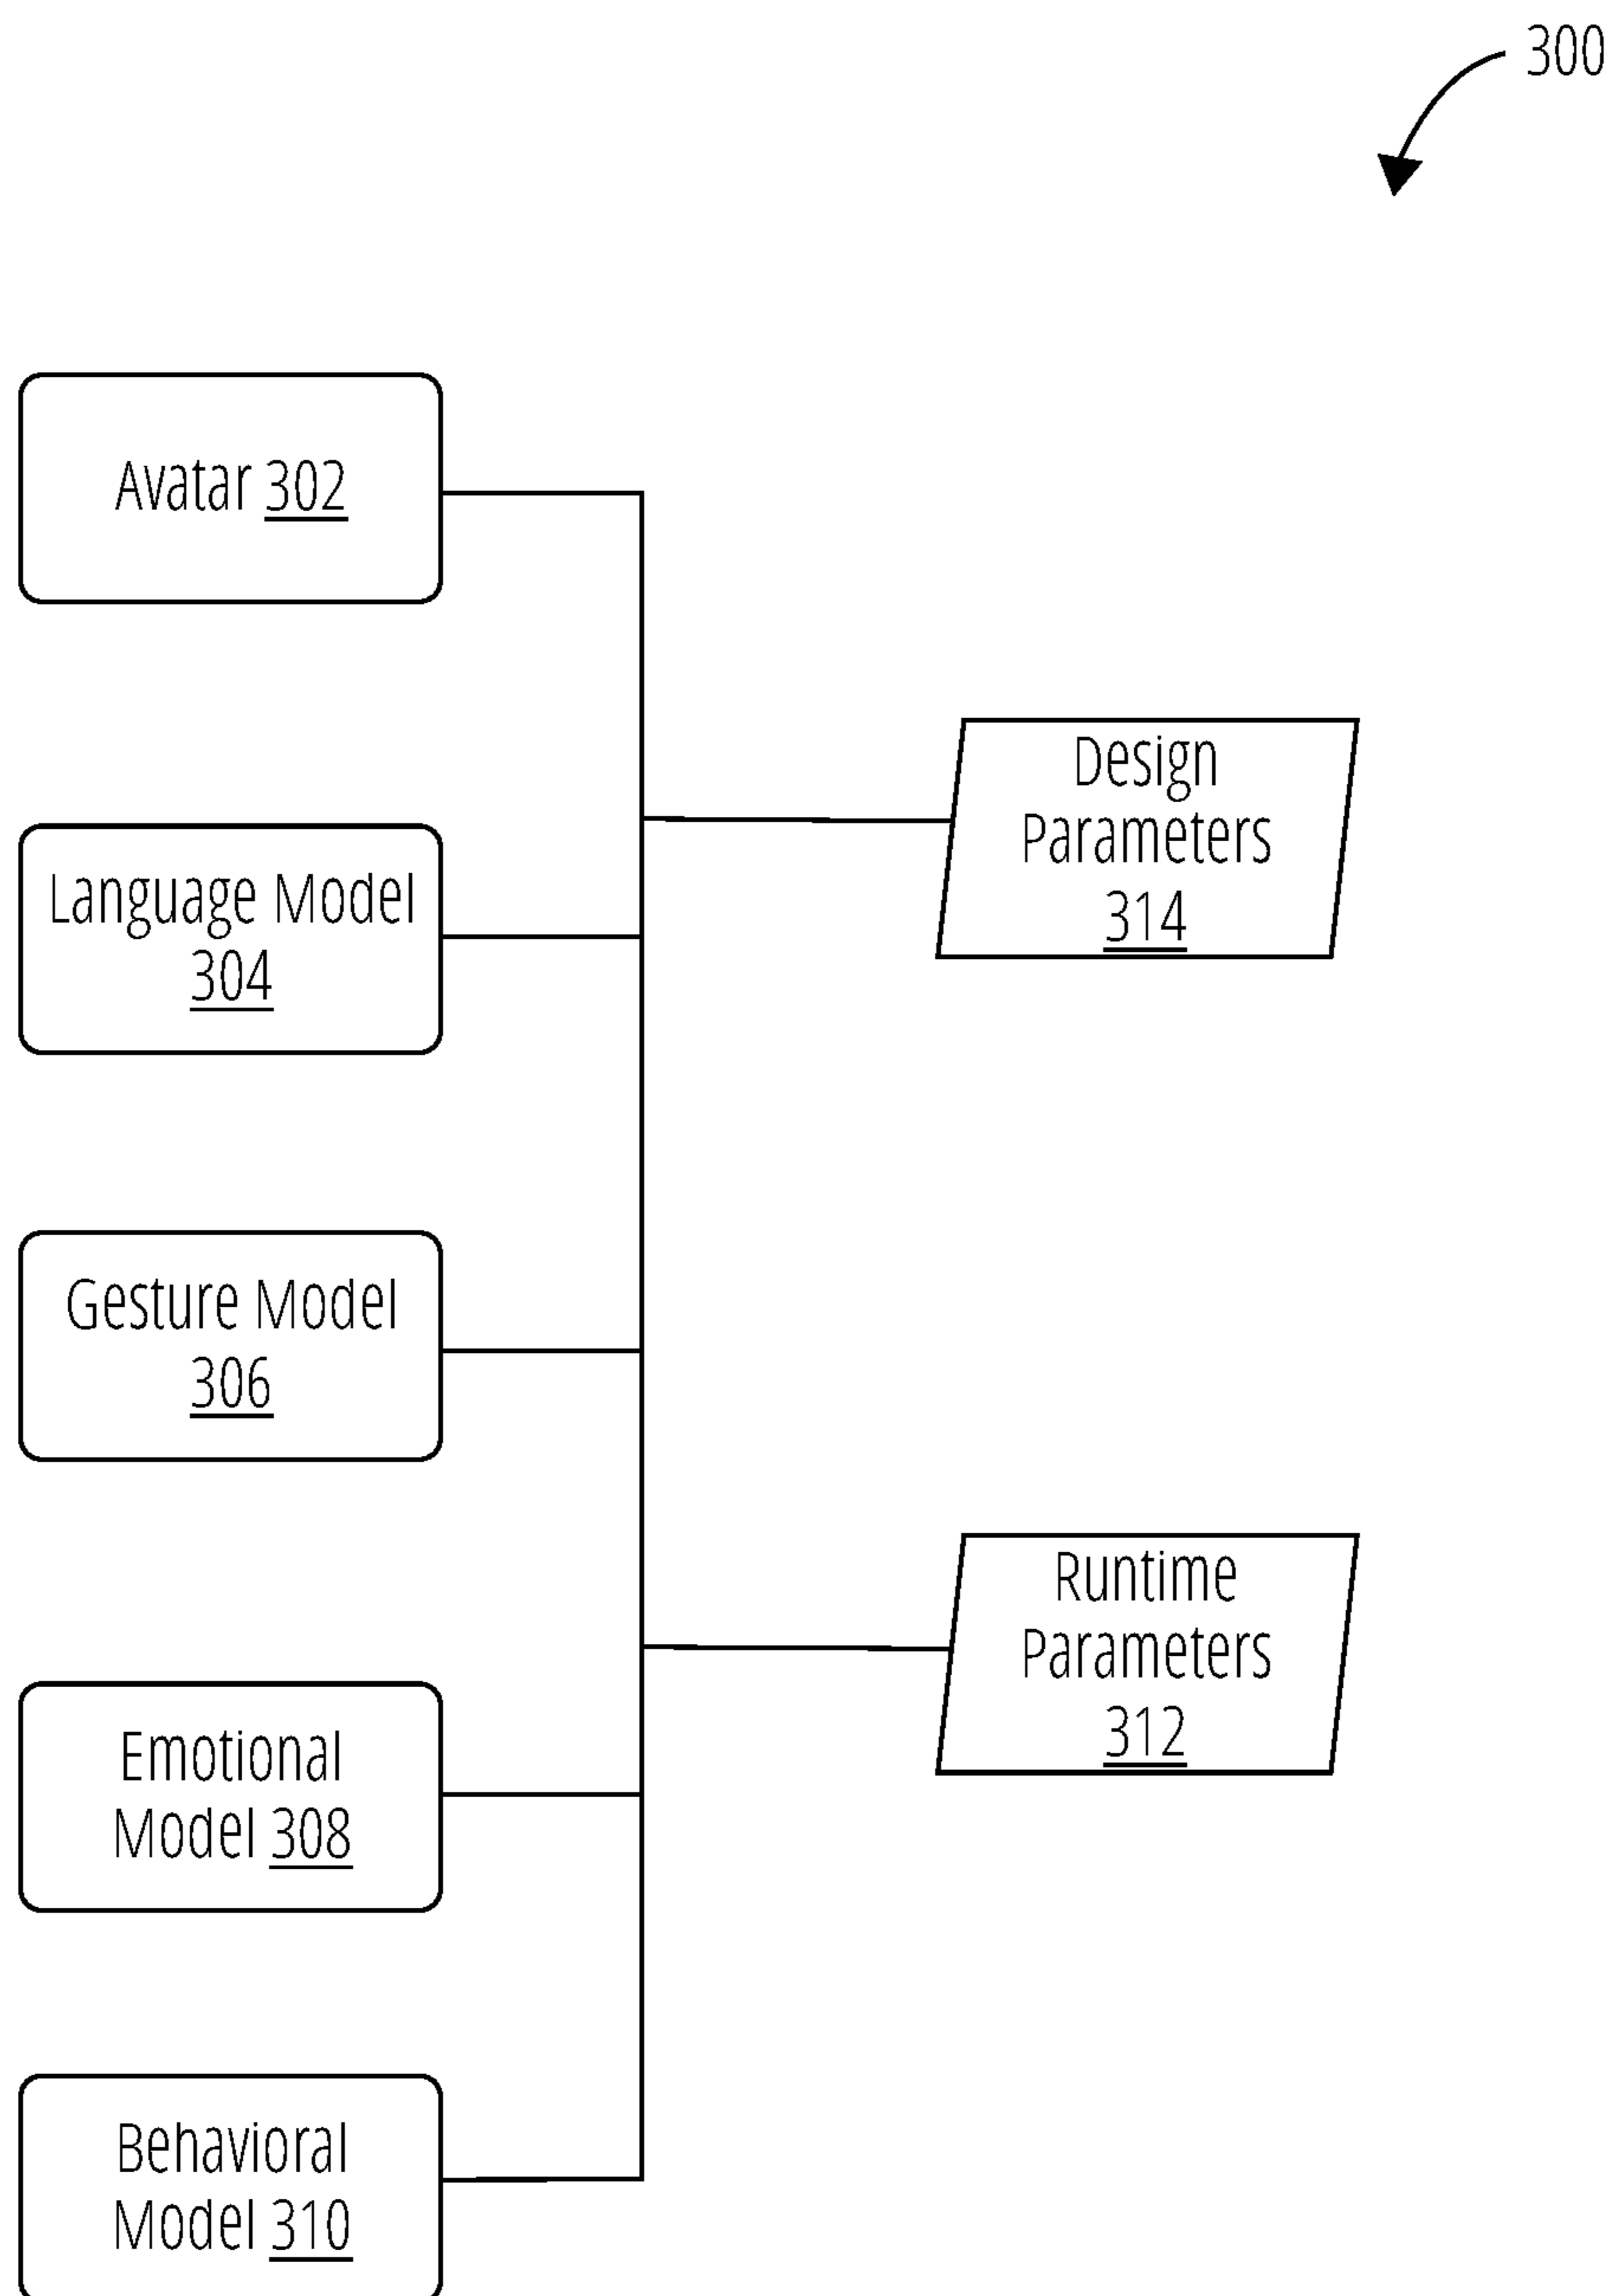 300
Avatar 302
Language Model
304
Gesture Model
306
Emotional
Model 308
Behavioral
Model 310
Design
Parameters
314
Runtime
Parameters
312